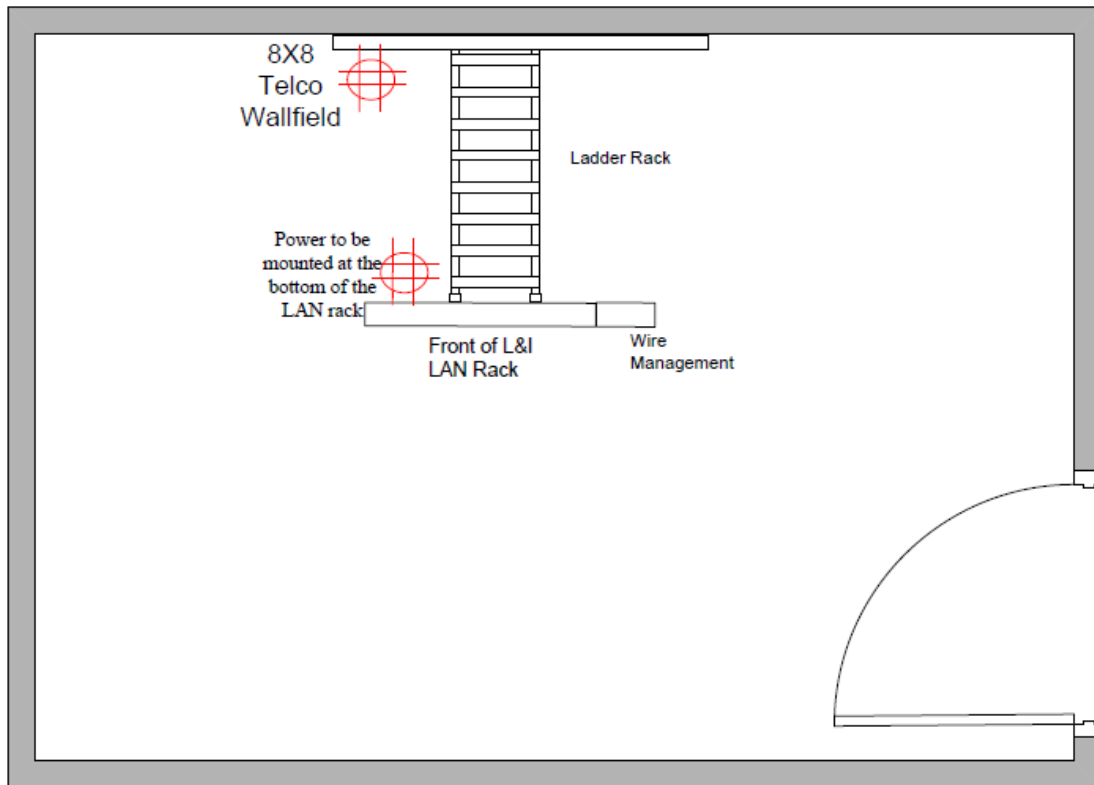 8X8
Telco
Wallfield
Ladder Rack
Power to be
mounted at the
bottom of the
LAN rack
Front of L&I
LAN Rack
Wire
Management